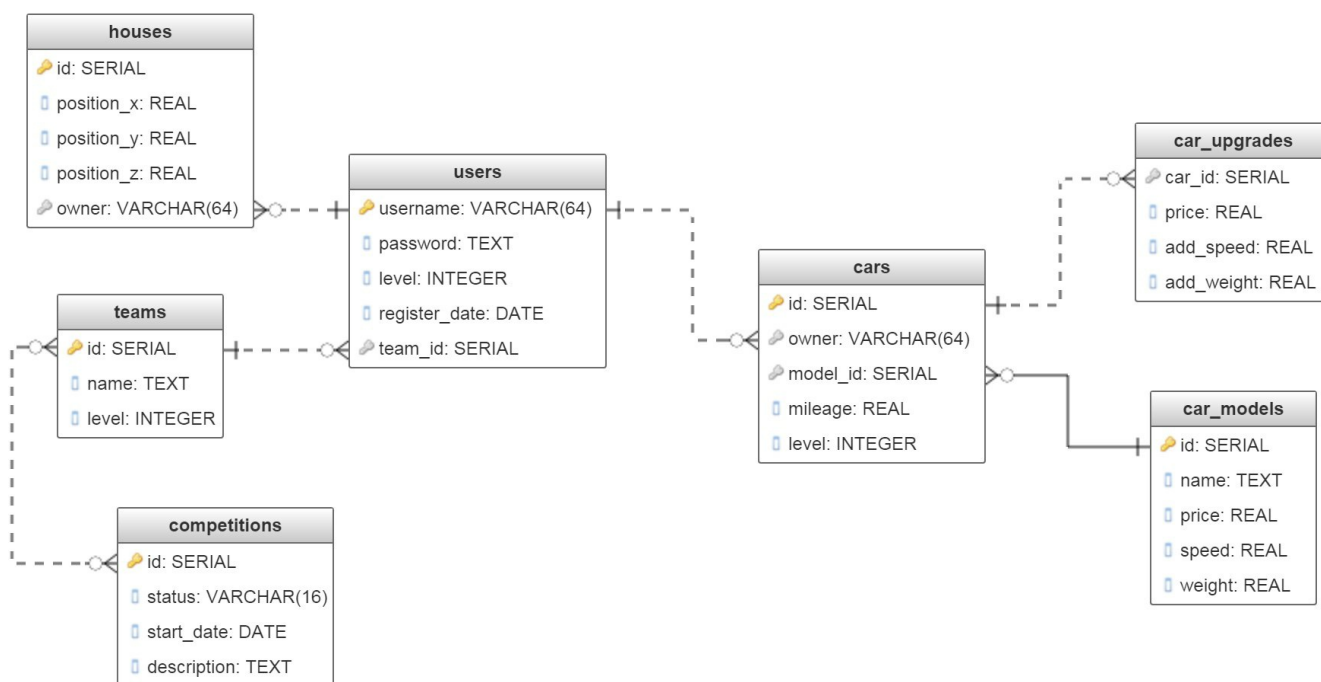 houses
id: SERIAL
position_x: REAL
position_y: REAL
position_z: REAL
owner: VARCHAR(64)
users
username: VARCHAR(64)
password: TEXT
level: INTEGER
register_date: DATE
team_id: SERIAL
teams
id: SERIAL
name: TEXT
level: INTEGER
competitions
id: SERIAL
status: VARCHAR(16)
start_date: DATE
description: TEXT
cars
id: SERIAL
owner: VARCHAR(64)
model_id: SERIAL
mileage: REAL
level: INTEGER
car_upgrades
car_id: SERIAL
price: REAL
add_speed: REAL
add_weight: REAL
car_models
id: SERIAL
name: TEXT
price: REAL
speed: REAL
weight: REAL